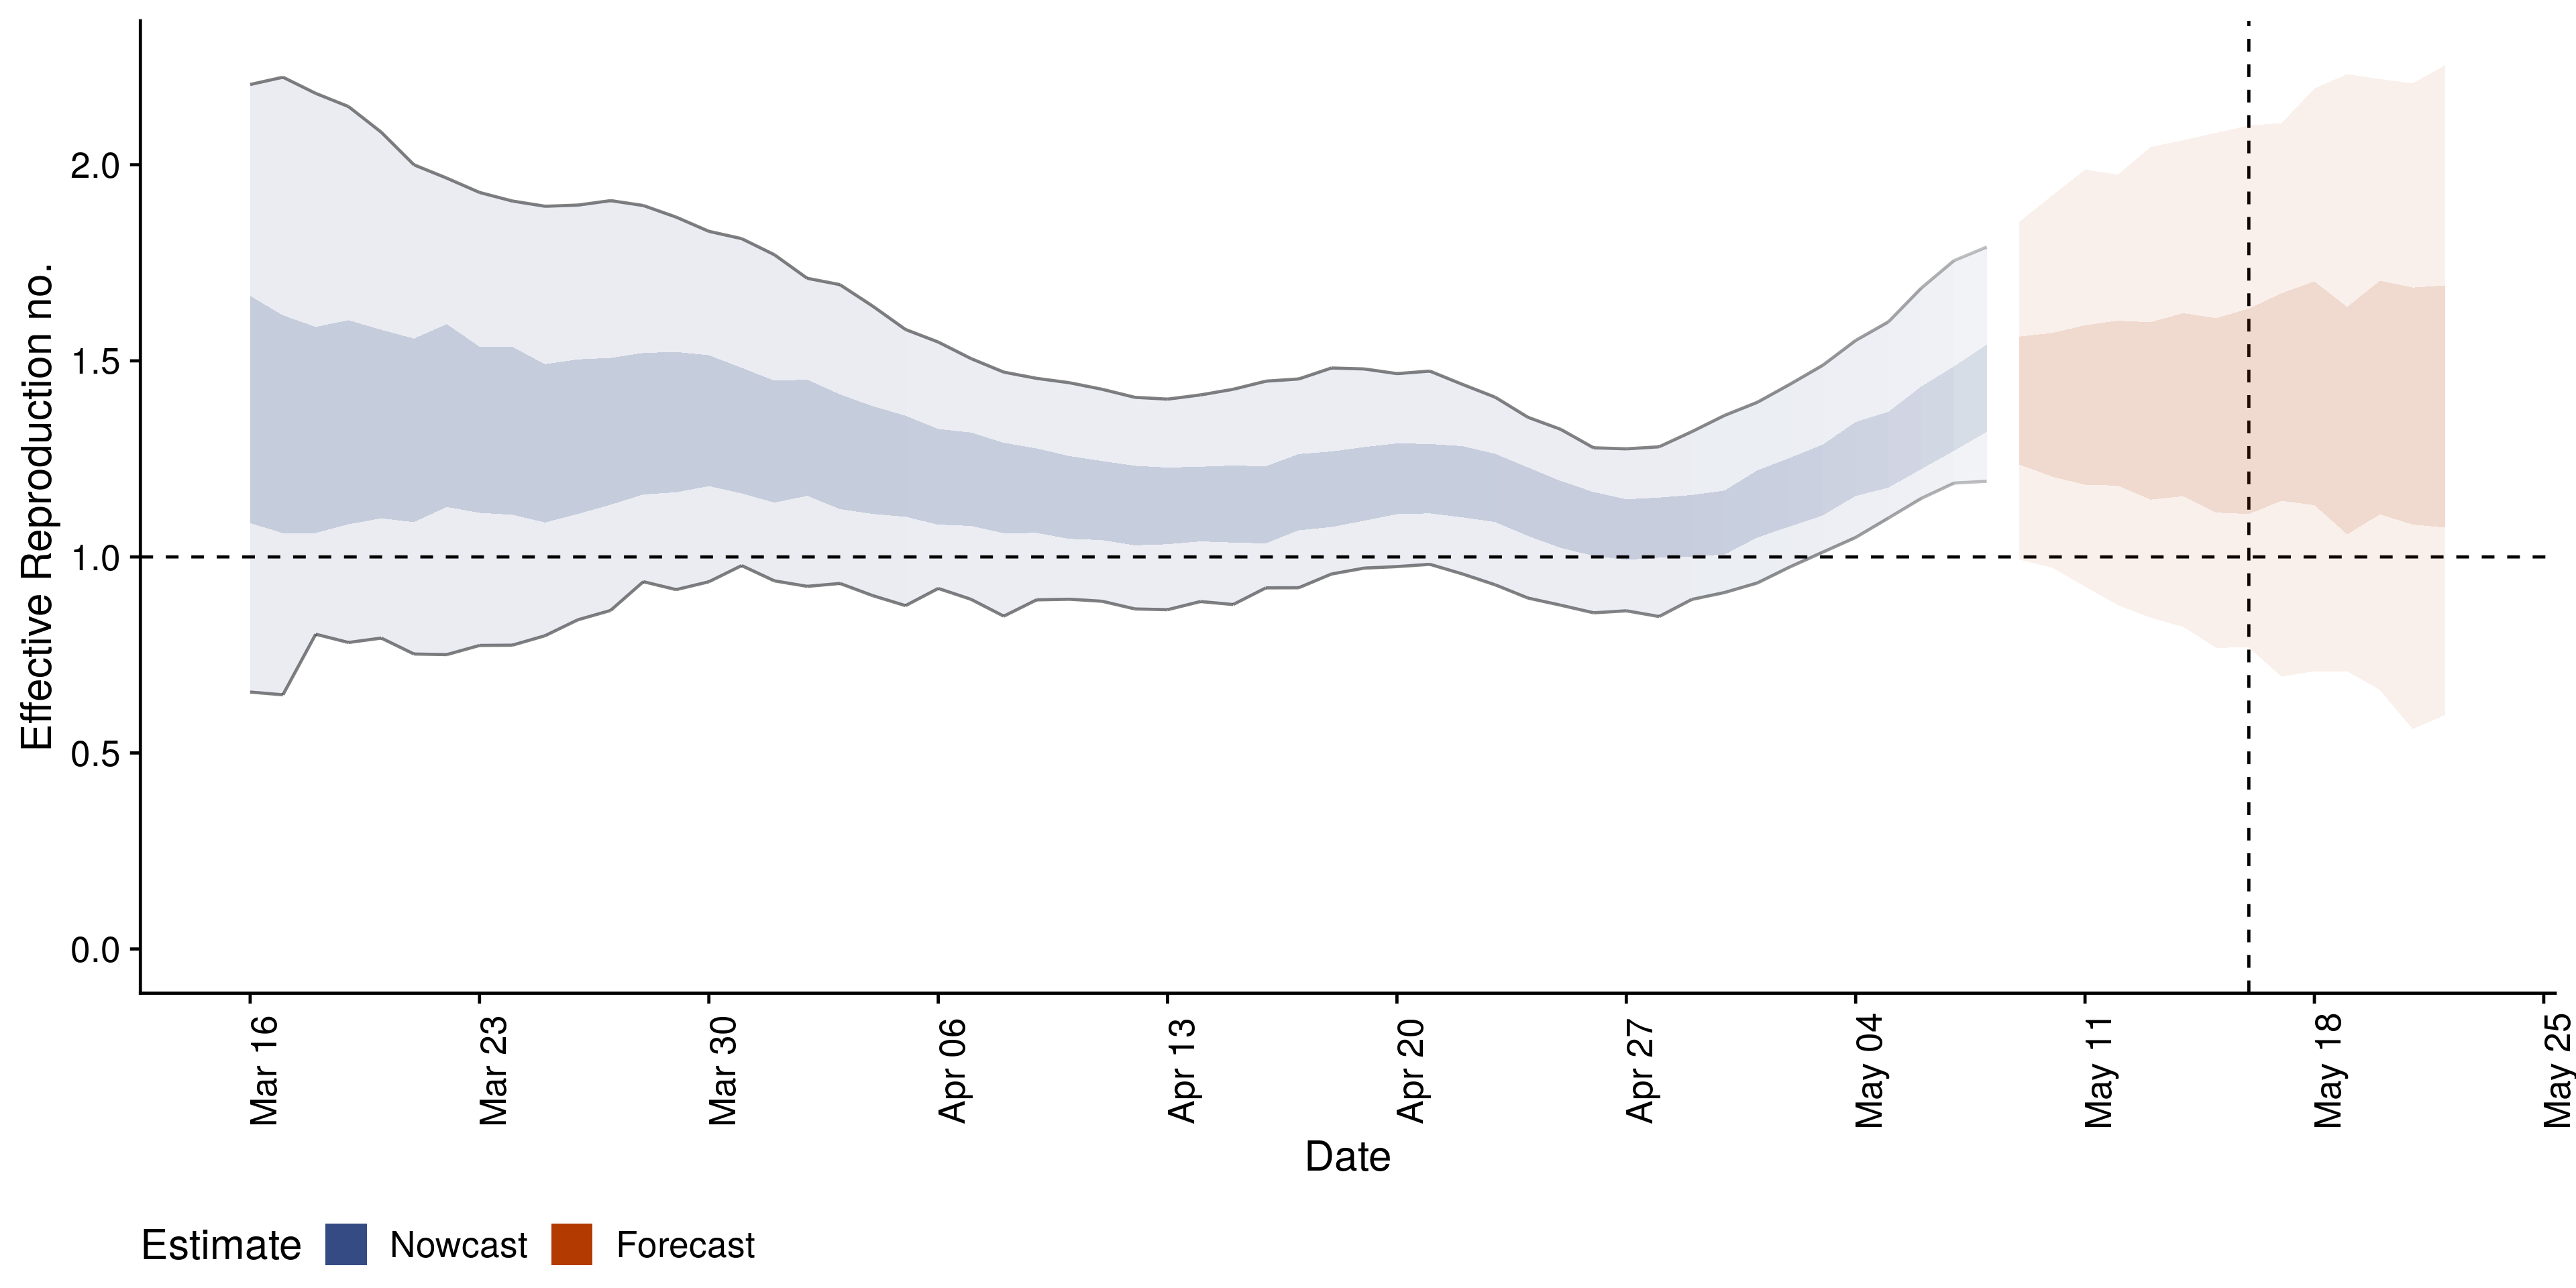 Effective Reproduction no.
2.0
1.5
1.0
0.5
0.0
Mar 16
Mar 23
Mar 30
Apr 06
Apr 13
Apr 20
Apr 27
May 04
May 11
May 18
May 25
Date
Estimate Nowcast Forecast